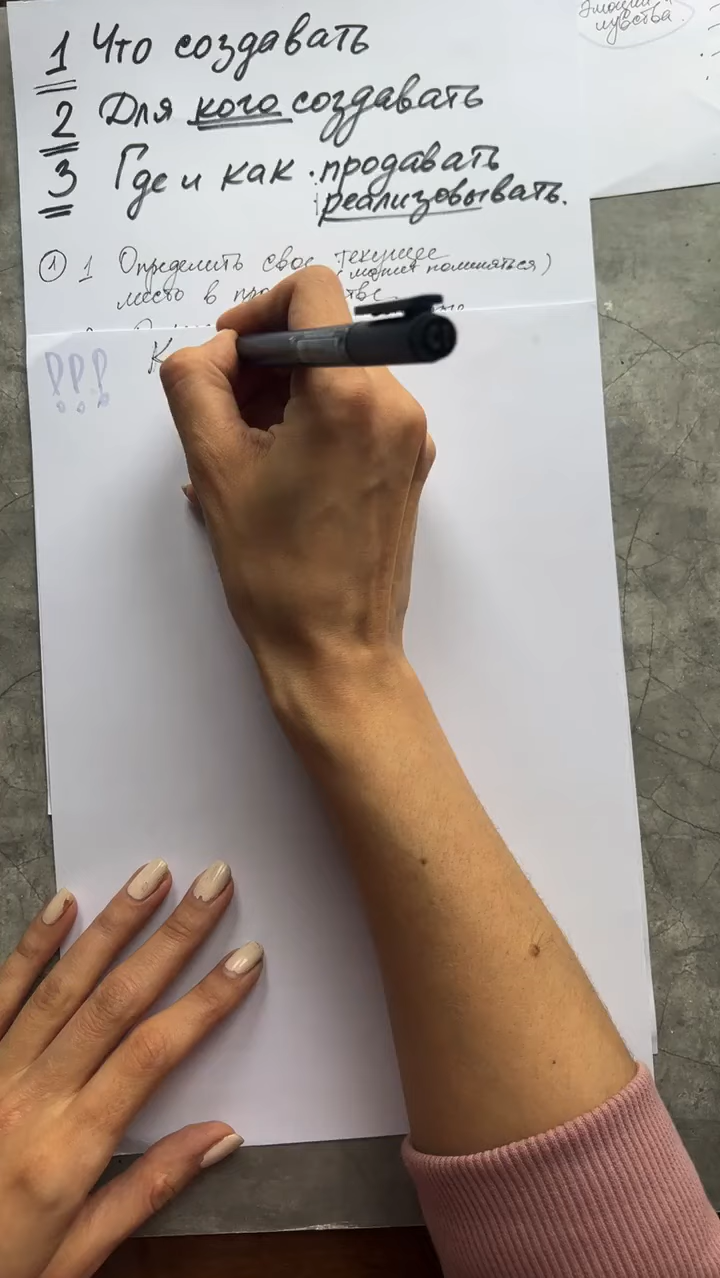 Эмоции и
чувства.
1 Что создавать
2 Для кого создавать
3 Где и как продавать
реализовывать.
① 1 Определить свое текущее
место в (может поменяться)
!!! К